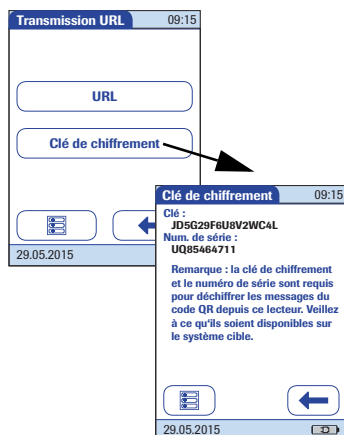 Transmission URL 09:15
URL
Clé de chiffrement
29.05.2015
Clé de chiffrement 09:15
Clé :
JD5G29F6U8V2WC4L
Num. de série :
UQ85464711
Remarque : la clé de chiffrement
et le numéro de série sont requis
pour déchiffrer les messages du
code QR depuis ce lecteur. Veillez
à ce qu'ils soient disponibles sur
le système cible.
29.05.2015